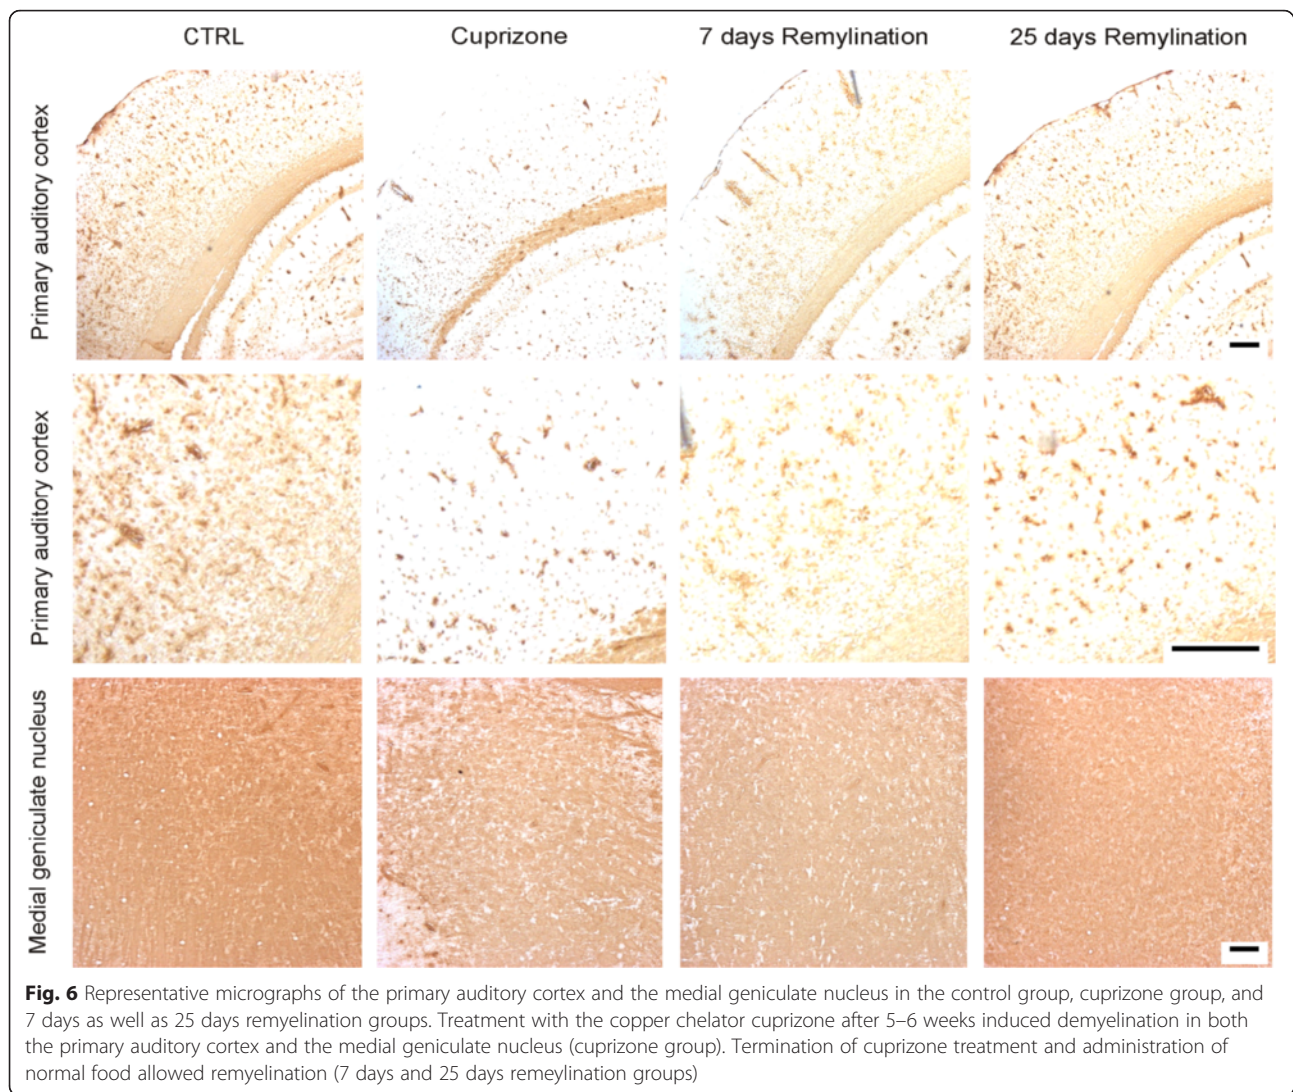 CTRL
Cuprizone
7 days Remylination
25 days Remylination
Primary auditory cortex
Primary auditory cortex
Medial geniculate nucleus
Fig. 6 Representative micrographs of the primary auditory cortex and the medial geniculate nucleus in the control group, cuprizone group, and
7 days as well as 25 days remyelination groups. Treatment with the copper chelator cuprizone after 5–6 weeks induced demyelination in both
the primary auditory cortex and the medial geniculate nucleus (cuprizone group). Termination of cuprizone treatment and administration of
normal food allowed remyelination (7 days and 25 days remeylination groups)